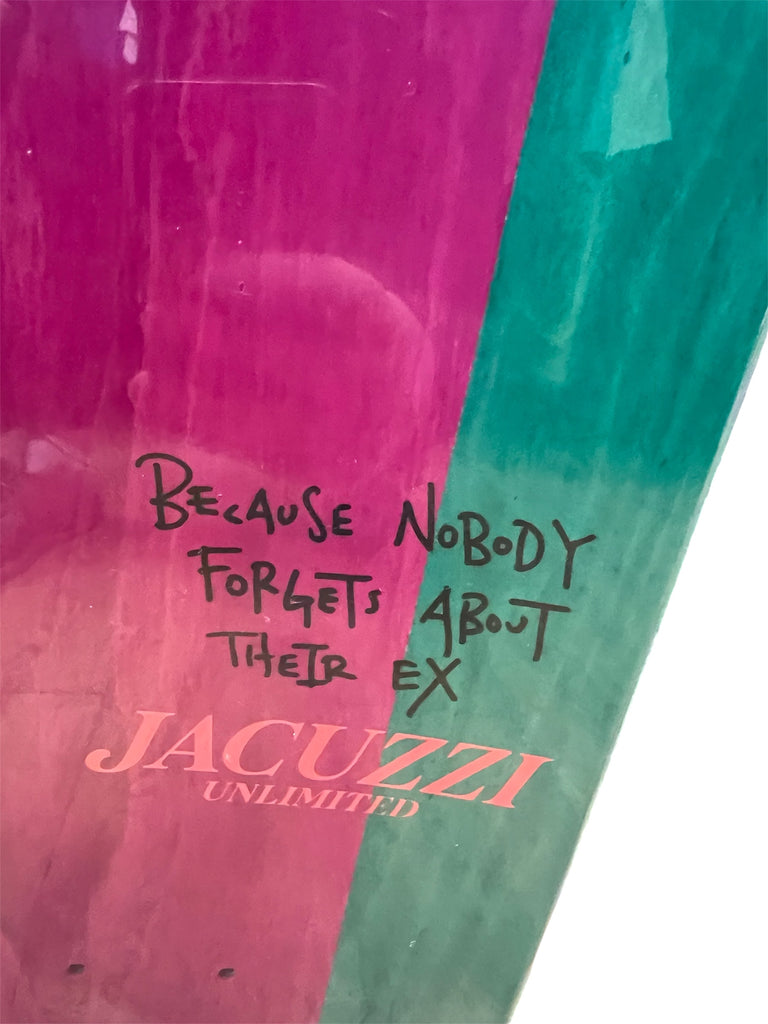 BECAUSE NOBODY
FORGETS ABOUT
THEIR EX
JACUZZI
UNLIMITED